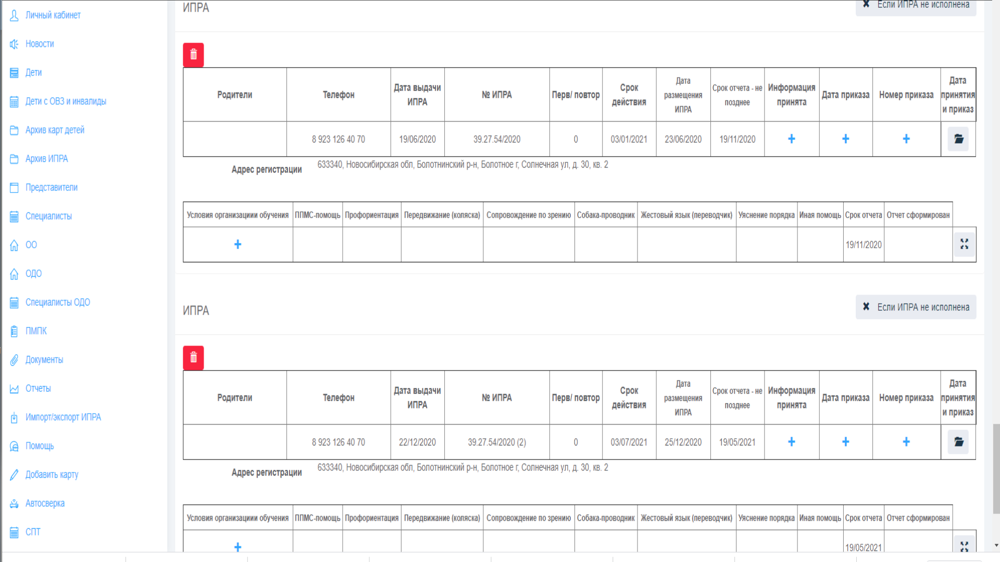 Личный кабинет
Новости
Дети
Дети с ОВЗ и инвалиды
Архив карт детей
Архив ИПРА
Представители
Специалисты
ОО
ОДО
Специалисты ОДО
ПМПК
Документы
Отчеты
Импорт/экспорт ИПРА
Помощь
Добавить карту
Автосверка
СПТ
ИПРА
Если ИПРА не исполнена
Родители Телефон Дата выдачи ИПРА № ИПРА Перв/ повтор Срок действия Дата размещения ИПРА Срок отчета - не позднее Информация принята Дата приказа Номер приказа Дата принятия и приказ
8 923 126 40 70 19/06/2020 39.27.54/2020 0 03/01/2021 23/06/2020 19/11/2020 + + +
Адрес регистрации 633340, Новосибирская обл, Болотнинский р-н, Болотное г, Солнечная ул, д. 30, кв. 2
Условия организациии обучения ППМС-помощь Профориентация Передвижание (коляска) Сопровождение по зрению Собака-проводник Жестовый язык (переводчик) Уяснение порядка Иная помощь Срок отчета Отчет сформирован
+ 19/11/2020
ИПРА
Если ИПРА не исполнена
Родители Телефон Дата выдачи ИПРА № ИПРА Перв/ повтор Срок действия Дата размещения ИПРА Срок отчета - не позднее Информация принята Дата приказа Номер приказа Дата принятия и приказ
8 923 126 40 70 22/12/2020 39.27.54/2020 (2) 0 03/07/2021 25/12/2020 19/05/2021 + + +
Адрес регистрации 633340, Новосибирская обл, Болотнинский р-н, Болотное г, Солнечная ул, д. 30, кв. 2
Условия организациии обучения ППМС-помощь Профориентация Передвижание (коляска) Сопровождение по зрению Собака-проводник Жестовый язык (переводчик) Уяснение порядка Иная помощь Срок отчета Отчет сформирован
+ 19/05/2021